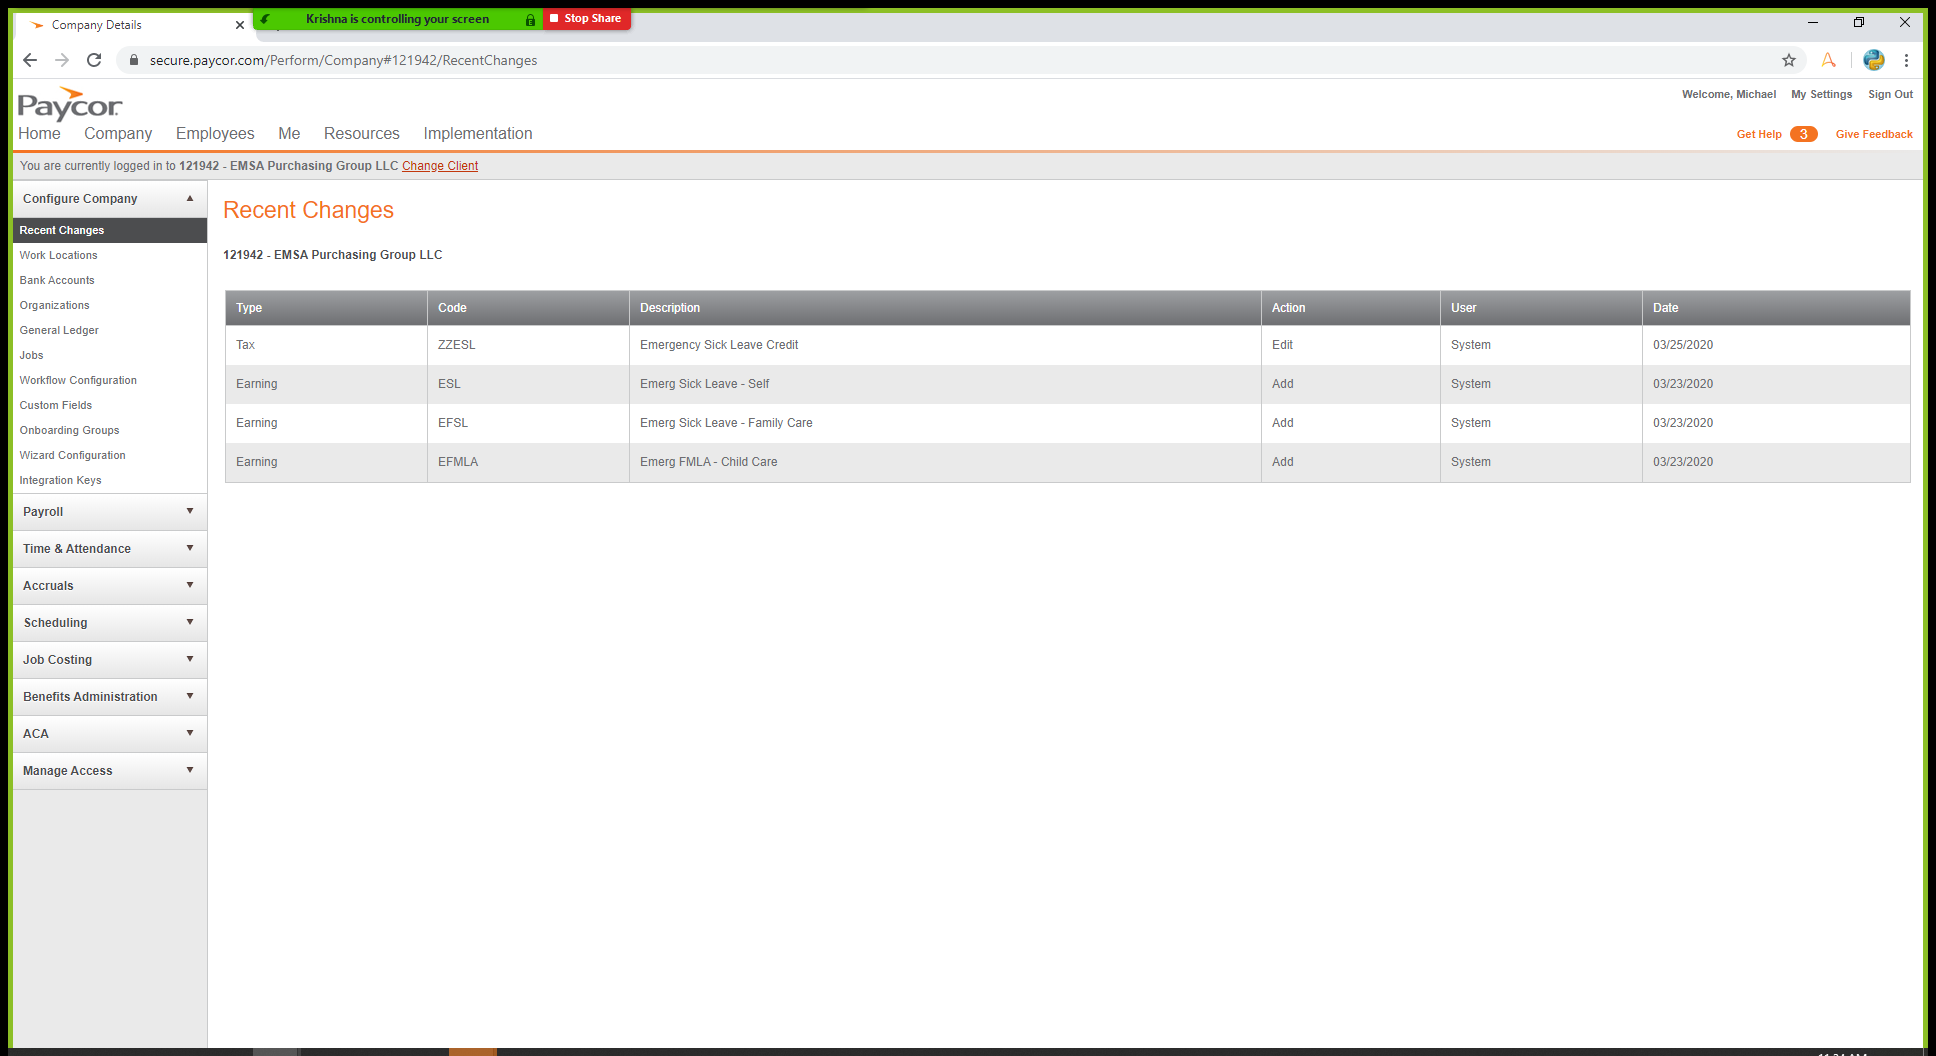 Company Details
Krishna is controlling your screen
Stop Share
secure.paycor.com/Perform/Company#121942/RecentChanges
Paycor
Welcome, Michael My Settings Sign Out
Home Company Employees Me Resources Implementation
Get Help 3 Give Feedback
You are currently logged in to 121942 - EMSA Purchasing Group LLC Change Client
Configure Company
Recent Changes
Work Locations
Bank Accounts
Organizations
General Ledger
Jobs
Workflow Configuration
Custom Fields
Onboarding Groups
Wizard Configuration
Integration Keys
Payroll
Time & Attendance
Accruals
Scheduling
Job Costing
Benefits Administration
ACA
Manage Access
Recent Changes
121942 - EMSA Purchasing Group LLC
Type Code Description Action User Date
Tax ZZESL Emergency Sick Leave Credit Edit System 03/25/2020
Earning ESL Emerg Sick Leave - Self Add System 03/23/2020
Earning EFSL Emerg Sick Leave - Family Care Add System 03/23/2020
Earning EFMLA Emerg FMLA - Child Care Add System 03/23/2020